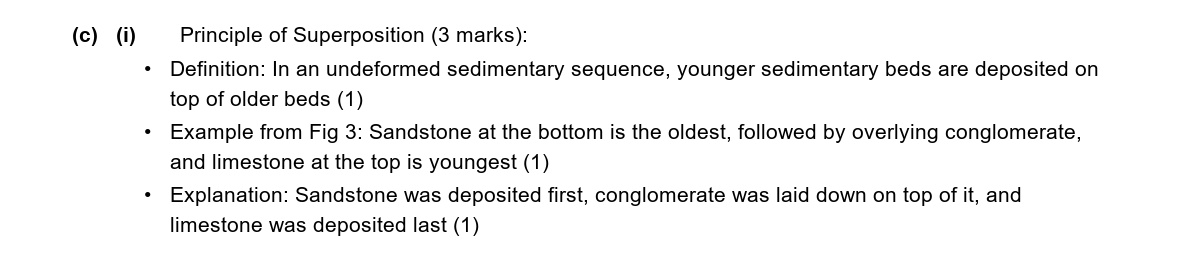 (c) (i) Principle of Superposition (3 marks):
• Definition: In an undeformed sedimentary sequence, younger sedimentary beds are deposited on
top of older beds (1)
• Example from Fig 3: Sandstone at the bottom is the oldest, followed by overlying conglomerate,
and limestone at the top is youngest (1)
• Explanation: Sandstone was deposited first, conglomerate was laid down on top of it, and
limestone was deposited last (1)